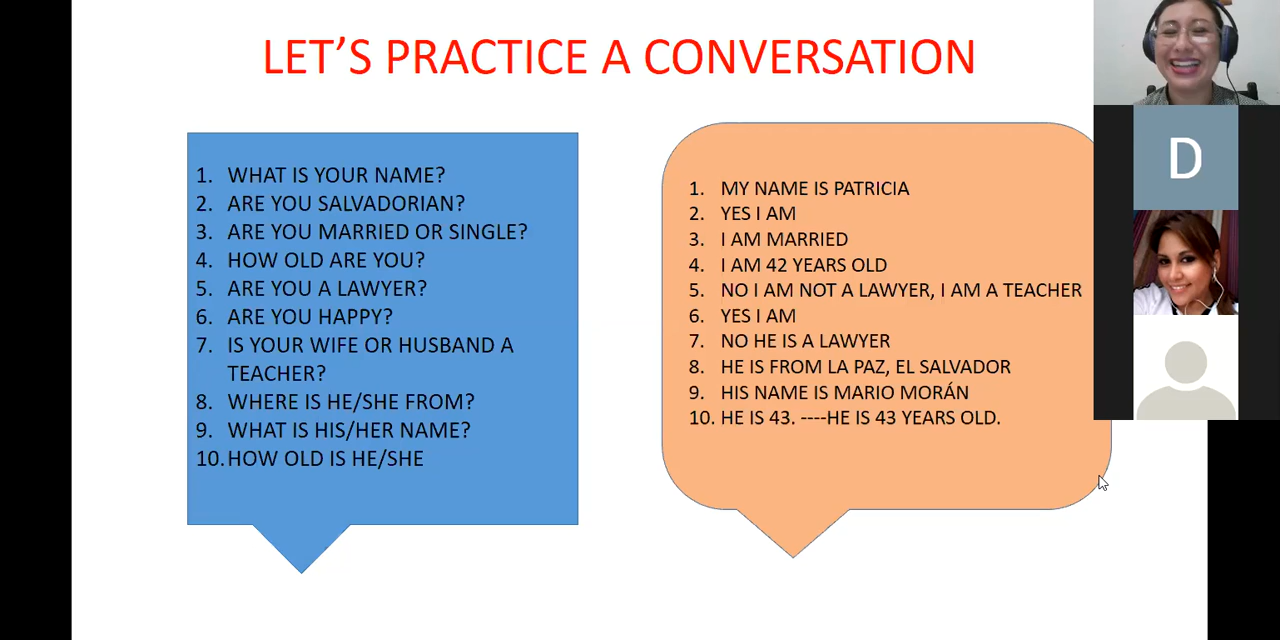 LET'S PRACTICE A CONVERSATION
1. WHAT IS YOUR NAME?
2. ARE YOU SALVADORIAN?
3. ARE YOU MARRIED OR SINGLE?
4. HOW OLD ARE YOU?
5. ARE YOU A LAWYER?
6. ARE YOU HAPPY?
7. IS YOUR WIFE OR HUSBAND A
TEACHER?
8. WHERE IS HE/SHE FROM?
9. WHAT IS HIS/HER NAME?
10. HOW OLD IS HE/SHE
1. MY NAME IS PATRICIA
2. YES I AM
3. I AM MARRIED
4. I AM 42 YEARS OLD
5. NO I AM NOT A LAWYER, I AM A TEACHER
6. YES I AM
7. NO HE IS A LAWYER
8. HE IS FROM LA PAZ, EL SALVADOR
9. HIS NAME IS MARIO MORÁN
10. HE IS 43. ----HE IS 43 YEARS OLD.
D